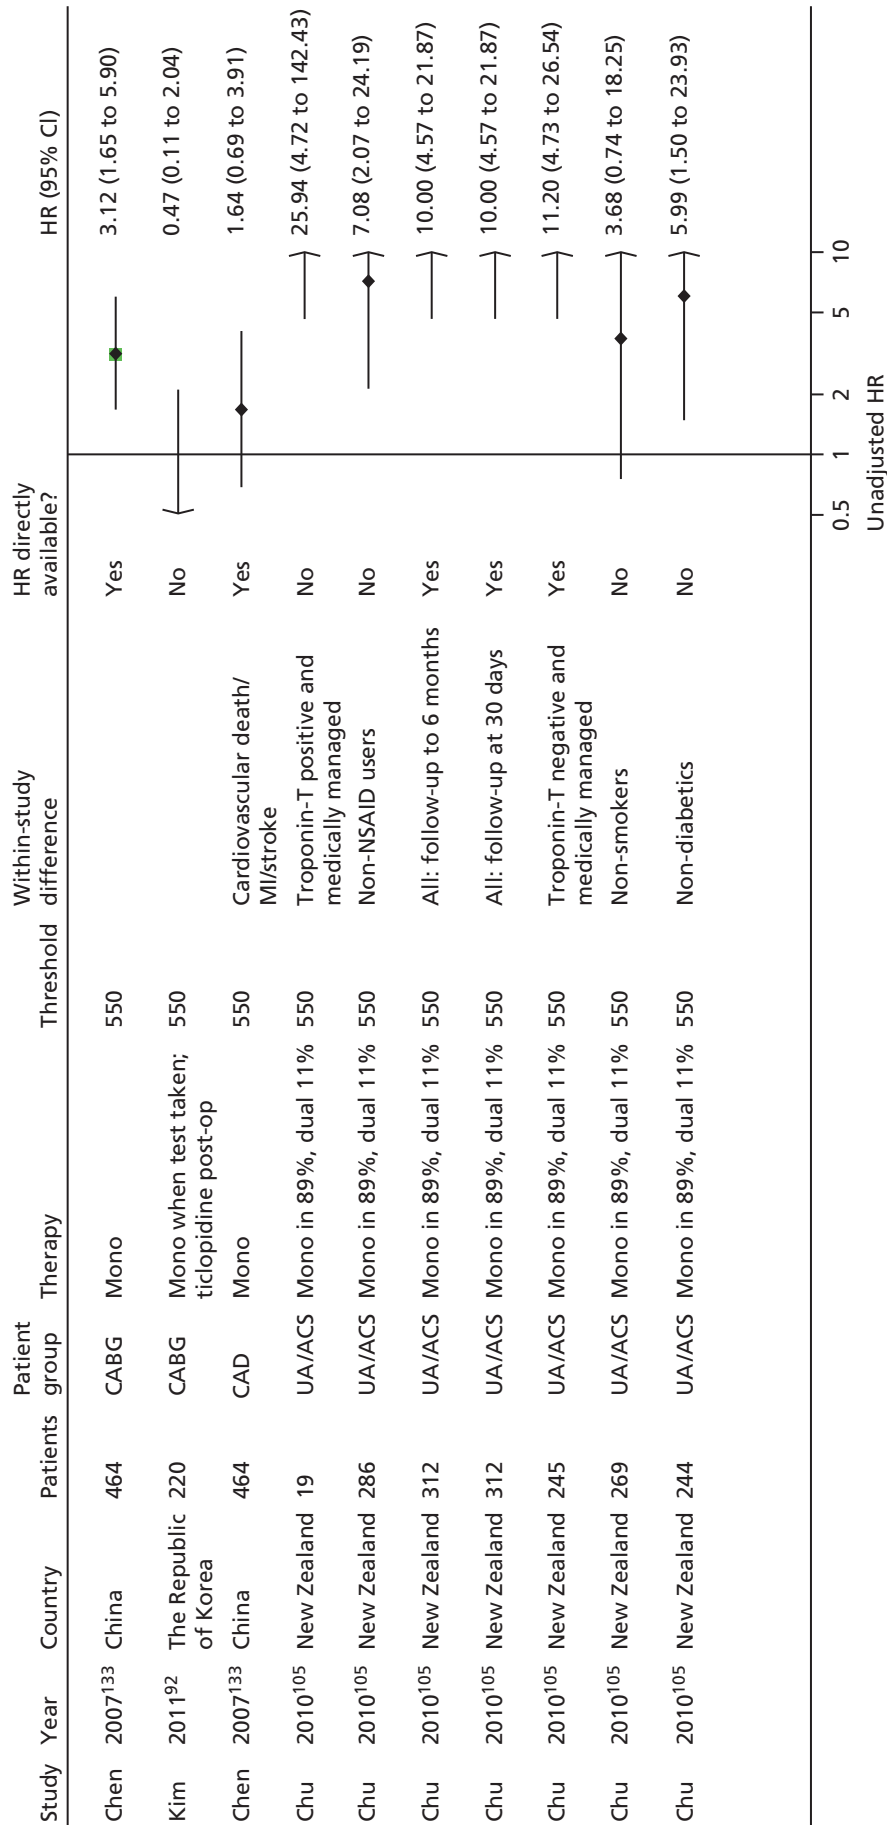 Study Year Country Patients Patient group Therapy Threshold Within-study difference HR directly available? HR (95% CI)
Chen 2007133 China 464 CABG Mono 550 Yes 3.12 (1.65 to 5.90)
Kim 201192 The Republic of Korea 220 CABG Mono when test taken; ticlopidine post-op 550 No 0.47 (0.11 to 2.04)
Chen 2007133 China 464 CAD Mono 550 Cardiovascular death/MI/stroke Yes 1.64 (0.69 to 3.91)
Chu 2010105 New Zealand 19 UA/ACS Mono in 89%, dual 11% 550 Troponin-T positive and medically managed No 25.94 (4.72 to 142.43)
Chu 2010105 New Zealand 286 UA/ACS Mono in 89%, dual 11% 550 Non-NSAID users No 7.08 (2.07 to 24.19)
Chu 2010105 New Zealand 312 UA/ACS Mono in 89%, dual 11% 550 All: follow-up to 6 months Yes 10.00 (4.57 to 21.87)
Chu 2010105 New Zealand 312 UA/ACS Mono in 89%, dual 11% 550 All: follow-up at 30 days Yes 10.00 (4.57 to 21.87)
Chu 2010105 New Zealand 245 UA/ACS Mono in 89%, dual 11% 550 Troponin-T negative and medically managed Yes 11.20 (4.73 to 26.54)
Chu 2010105 New Zealand 269 UA/ACS Mono in 89%, dual 11% 550 Non-smokers No 3.68 (0.74 to 18.25)
Chu 2010105 New Zealand 244 UA/ACS Mono in 89%, dual 11% 550 Non-diabetics No 5.99 (1.50 to 23.93)
0.5 1 2 5 10
Unadjusted HR